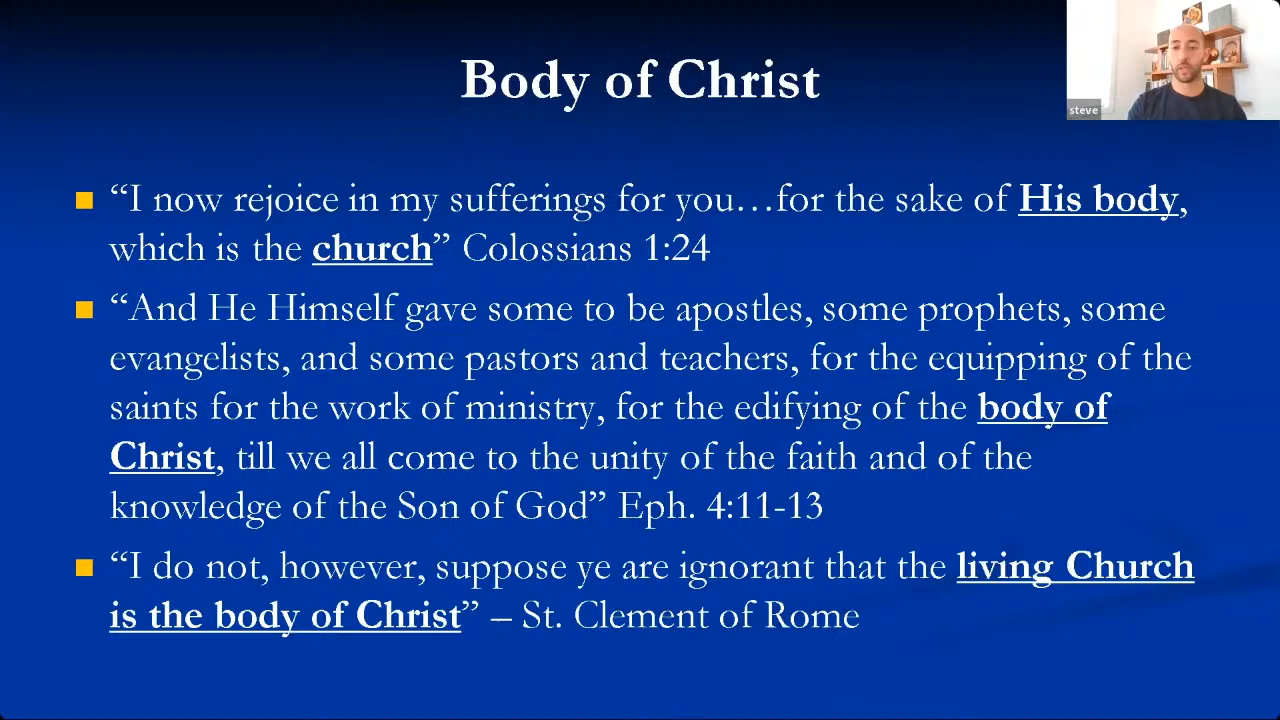 Body of Christ
steve
“I now rejoice in my sufferings for you…for the sake of His body,
which is the church” Colossians 1:24
“And He Himself gave some to be apostles, some prophets, some
evangelists, and some pastors and teachers, for the equipping of the
saints for the work of ministry, for the edifying of the body of
Christ, till we all come to the unity of the faith and of the
knowledge of the Son of God” Eph. 4:11-13
“I do not, however, suppose ye are ignorant that the living Church
is the body of Christ” – St. Clement of Rome